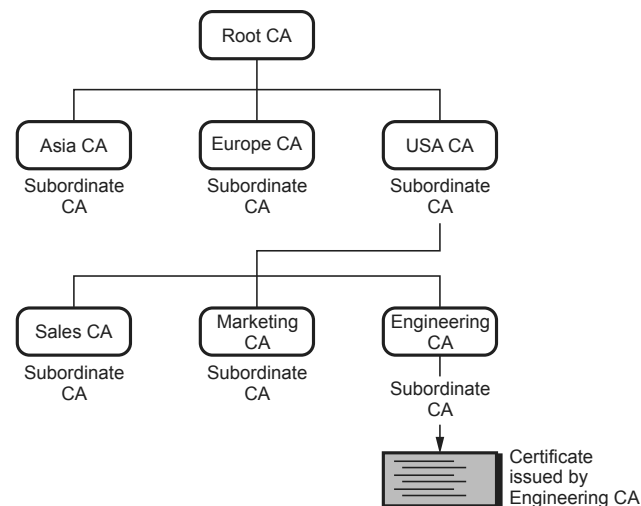 Root CA
Asia CA
Europe CA
USA CA
Subordinate
CA
Subordinate
CA
Subordinate
CA
Sales CA
Marketing
CA
Engineering
CA
Subordinate
CA
Subordinate
CA
Subordinate
CA
Certificate
issued by
Engineering CA